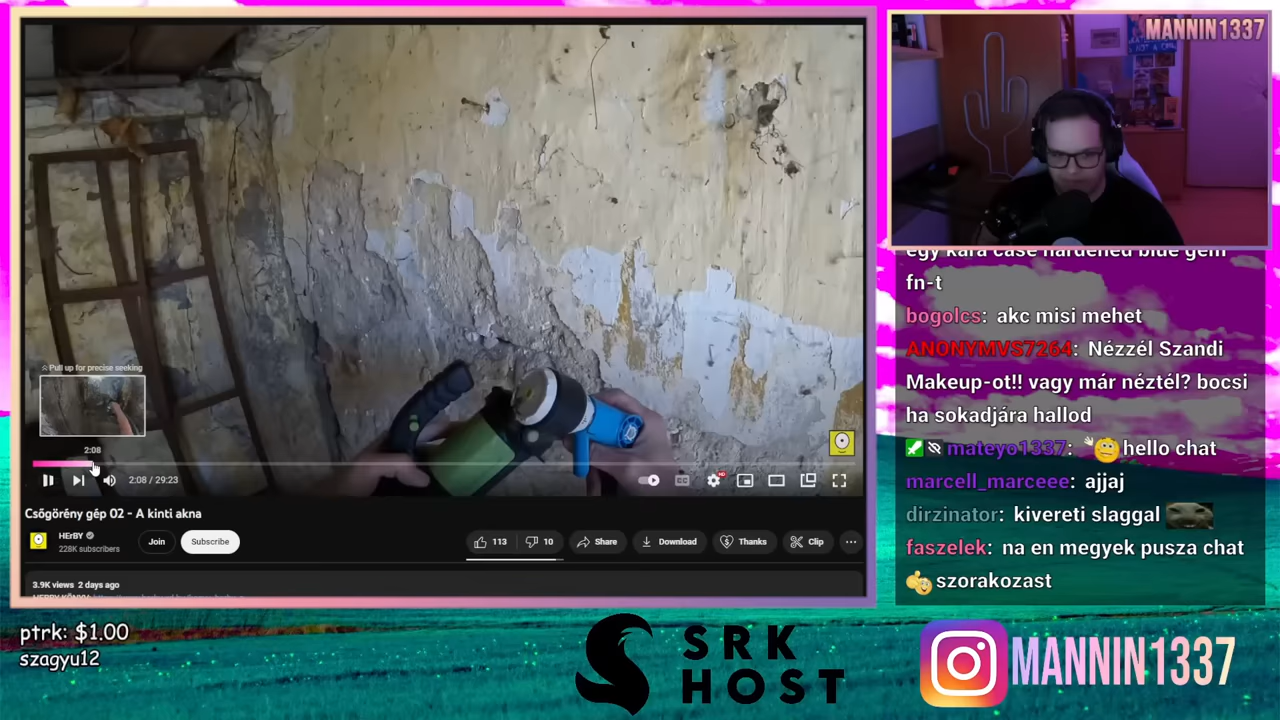 MANNIN1337
egy kara case hardened blue gem
fn-t
bogolcs: akc misi mehet
ANONYMVS7264: Nézzél Szandi
Makeup-ot!! vagy már néztél? bocsi
ha sokadjára hallod
mateyo1337: hello chat
marcell_marceee: ajjaj
dirzinator: kivereti slaggal
faszelek: na en megyek pusza chat
szorakozast
Pull up for precise seeking
2:08
2:08 / 29:23
CC
HD
Csőgörény gép 02 - A kinti akna
HErBY
228K subscribers
Join
Subscribe
113
10
Share
Download
Thanks
Clip
3.9K views 2 days ago
ptrk: $1.00
szagyu12
SRK
HOST
MANNIN1337